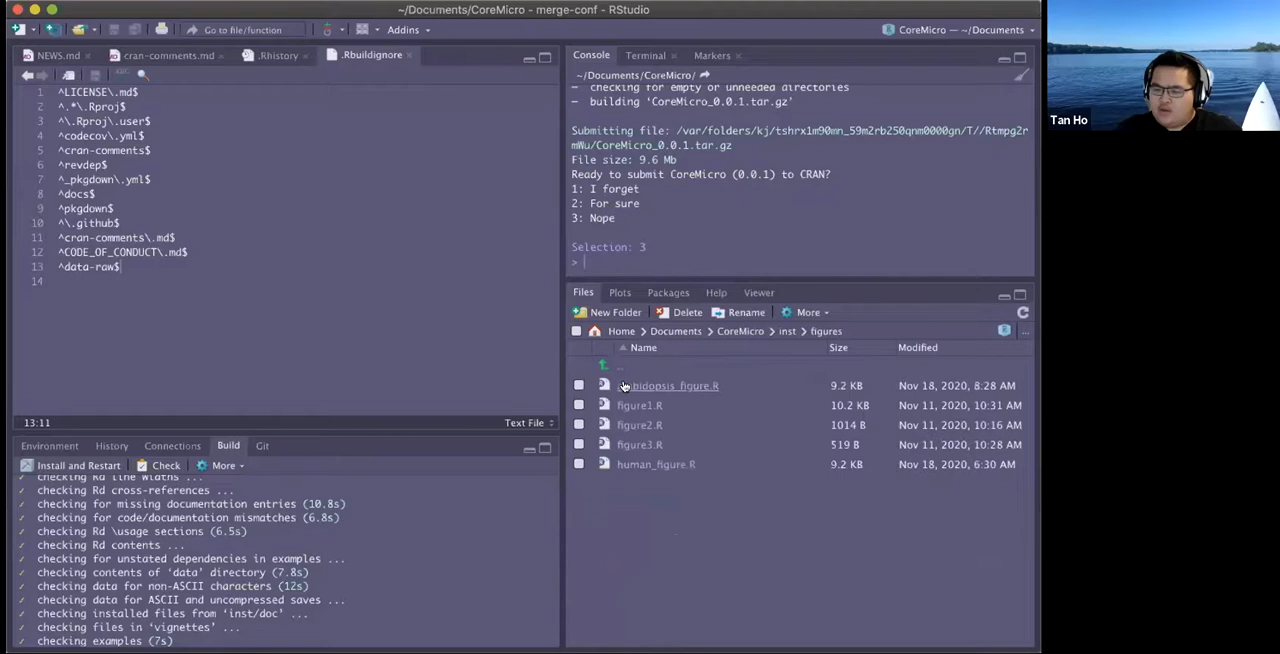 ~/Documents/CoreMicro - merge-conf - RStudio
Go to file/function
Addins
CoreMicro — ~/Documents
NEWS.md
cran-comments.md
.Rhistory
.Rbuildignore
1 ^LICENSE\.md$
2 ^.*\.Rproj$
3 ^\.Rproj\.user$
4 ^codecov\.yml$
5 ^cran-comments$
6 ^revdep$
7 ^_pkgdown\.yml$
8 ^docs$
9 ^pkgdown$
10 ^\.github$
11 ^cran-comments\.md$
12 ^CODE_OF_CONDUCT\.md$
13 ^data-raw$
14
13:11
Text File
Environment History Connections Build Git
Install and Restart Check More
✓ checking Rd line widths ...
✓ checking Rd cross-references ...
✓ checking for missing documentation entries (10.8s)
✓ checking for code/documentation mismatches (6.8s)
✓ checking Rd \usage sections (6.5s)
✓ checking Rd contents ...
✓ checking for unstated dependencies in examples ...
✓ checking contents of ‘data’ directory (7.8s)
✓ checking data for non-ASCII characters (12s)
✓ checking data for ASCII and uncompressed saves ...
✓ checking installed files from ‘inst/doc’ ...
✓ checking files in ‘vignettes’ ...
✓ checking examples (7s)
Console Terminal Markers
~/Documents/CoreMicro/
— checking for empty or unneeded directories
— building ‘CoreMicro_0.0.1.tar.gz’
Submitting file: /var/folders/kj/tshrx1m90mn_59m2rb250qnm0000gn/T//Rtmpg2r
mWu/CoreMicro_0.0.1.tar.gz
File size: 9.6 Mb
Ready to submit CoreMicro (0.0.1) to CRAN?
1: I forget
2: For sure
3: Nope
Selection: 3
>
Files Plots Packages Help Viewer
New Folder Delete Rename More
Home Documents CoreMicro inst figures
Name Size Modified
..
9.2 KB Nov 18, 2020, 8:28 AM
figure1.R 10.2 KB Nov 11, 2020, 10:31 AM
figure2.R 1014 B Nov 11, 2020, 10:16 AM
figure3.R 519 B Nov 11, 2020, 10:28 AM
human_figure.R 9.2 KB Nov 18, 2020, 6:30 AM
Tan Ho